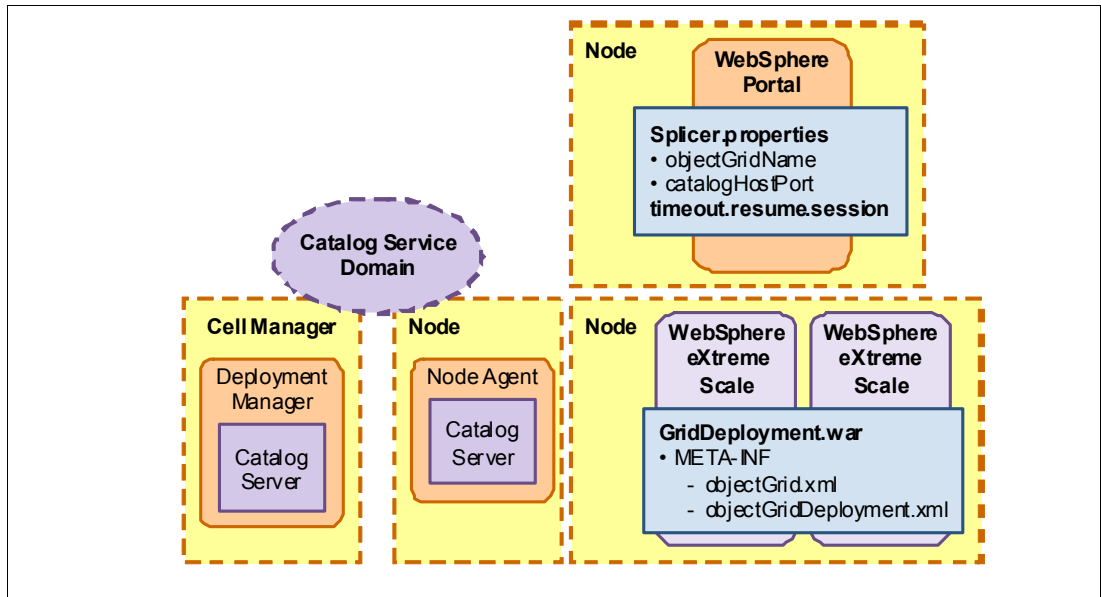 Node
WebSphere
Portal
Splicer.properties
• objectGridName
• catalogHostPort
timeout.resume.session
Catalog Service
Domain
Cell Manager
Deployment
Manager
Catalog
Server
Node
Node Agent
Catalog
Server
Node
WebSphere
eXtreme
Scale
WebSphere
eXtreme
Scale
GridDeployment.war
• META-INF
- objectGrid.xml
- objectGridDeployment.xml